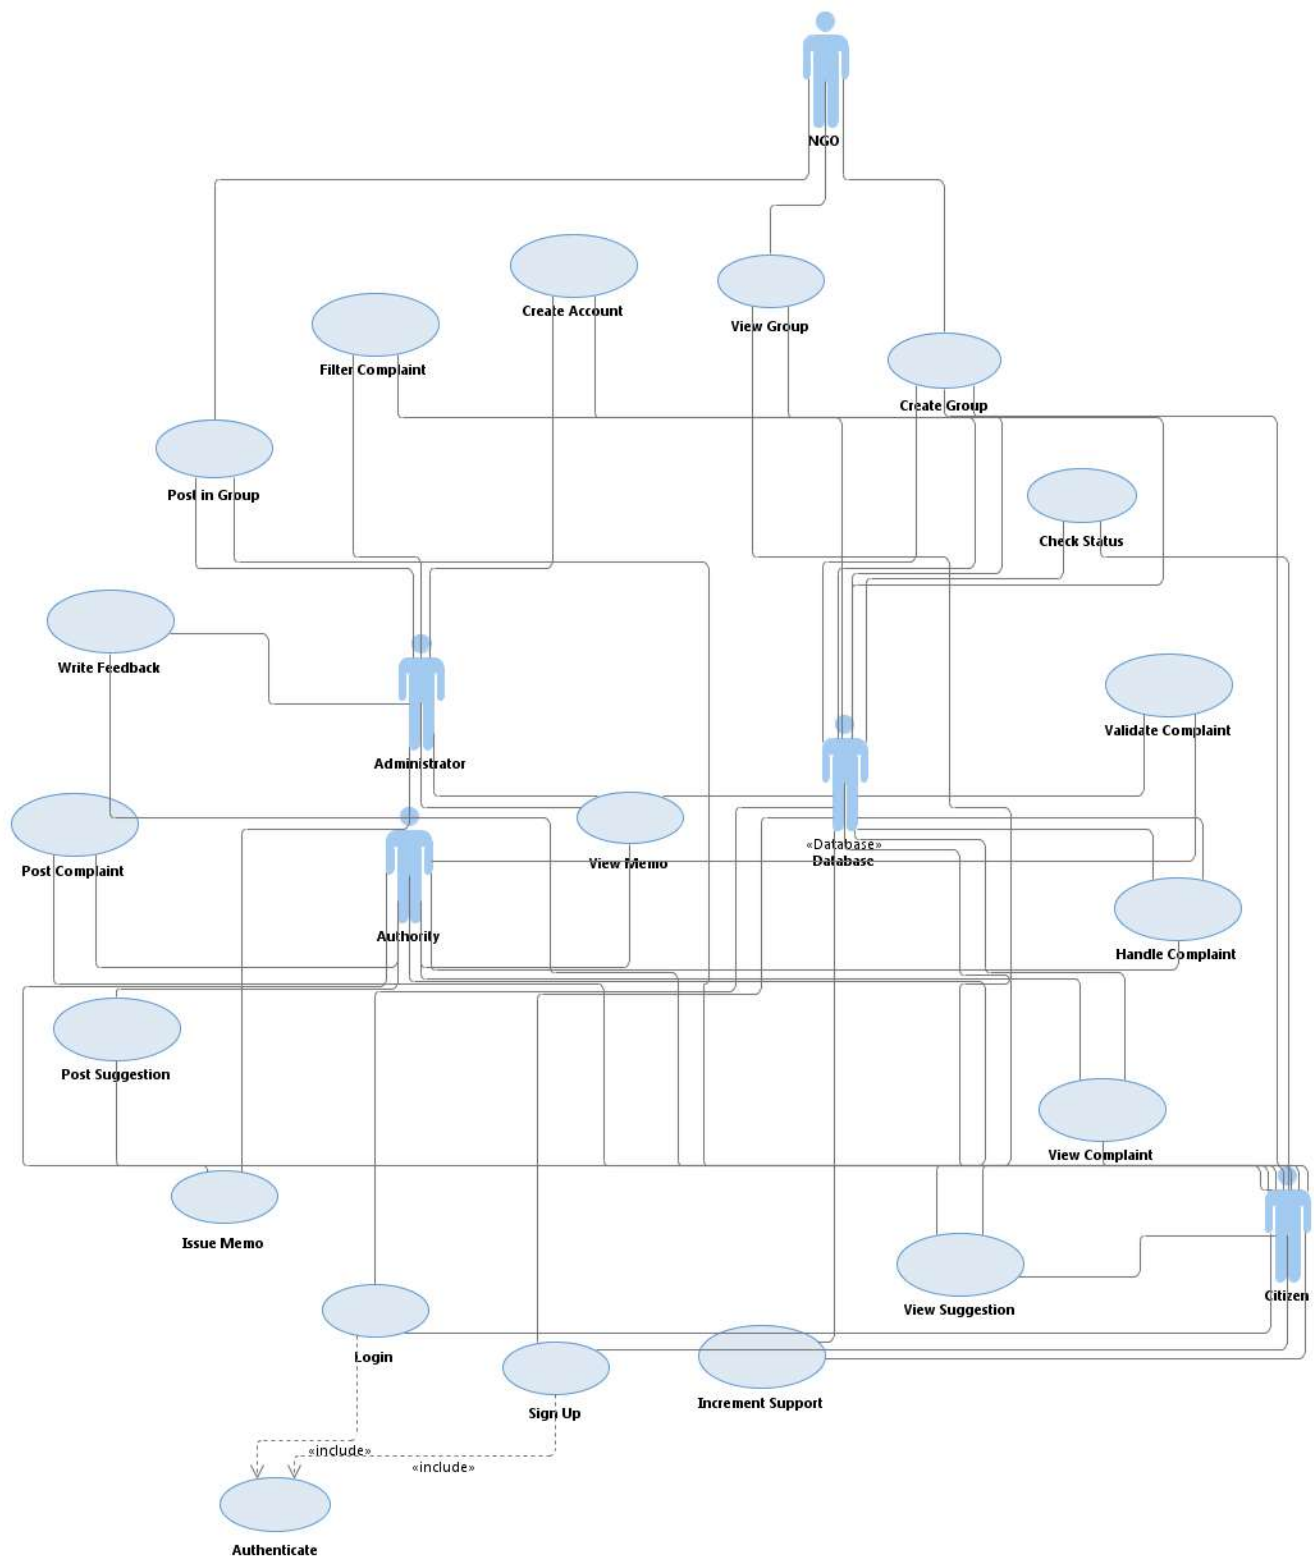 NGO
Create Account
View Group
Filter Complaint
Create Group
Post in Group
Check Status
Write Feedback
Validate Complaint
Administrator
«Database»
Database
View Memo
Post Complaint
Authority
Handle Complaint
Post Suggestion
View Complaint
Issue Memo
Citizen
View Suggestion
Login
Increment Support
Sign Up
«include»
«include»
Authenticate